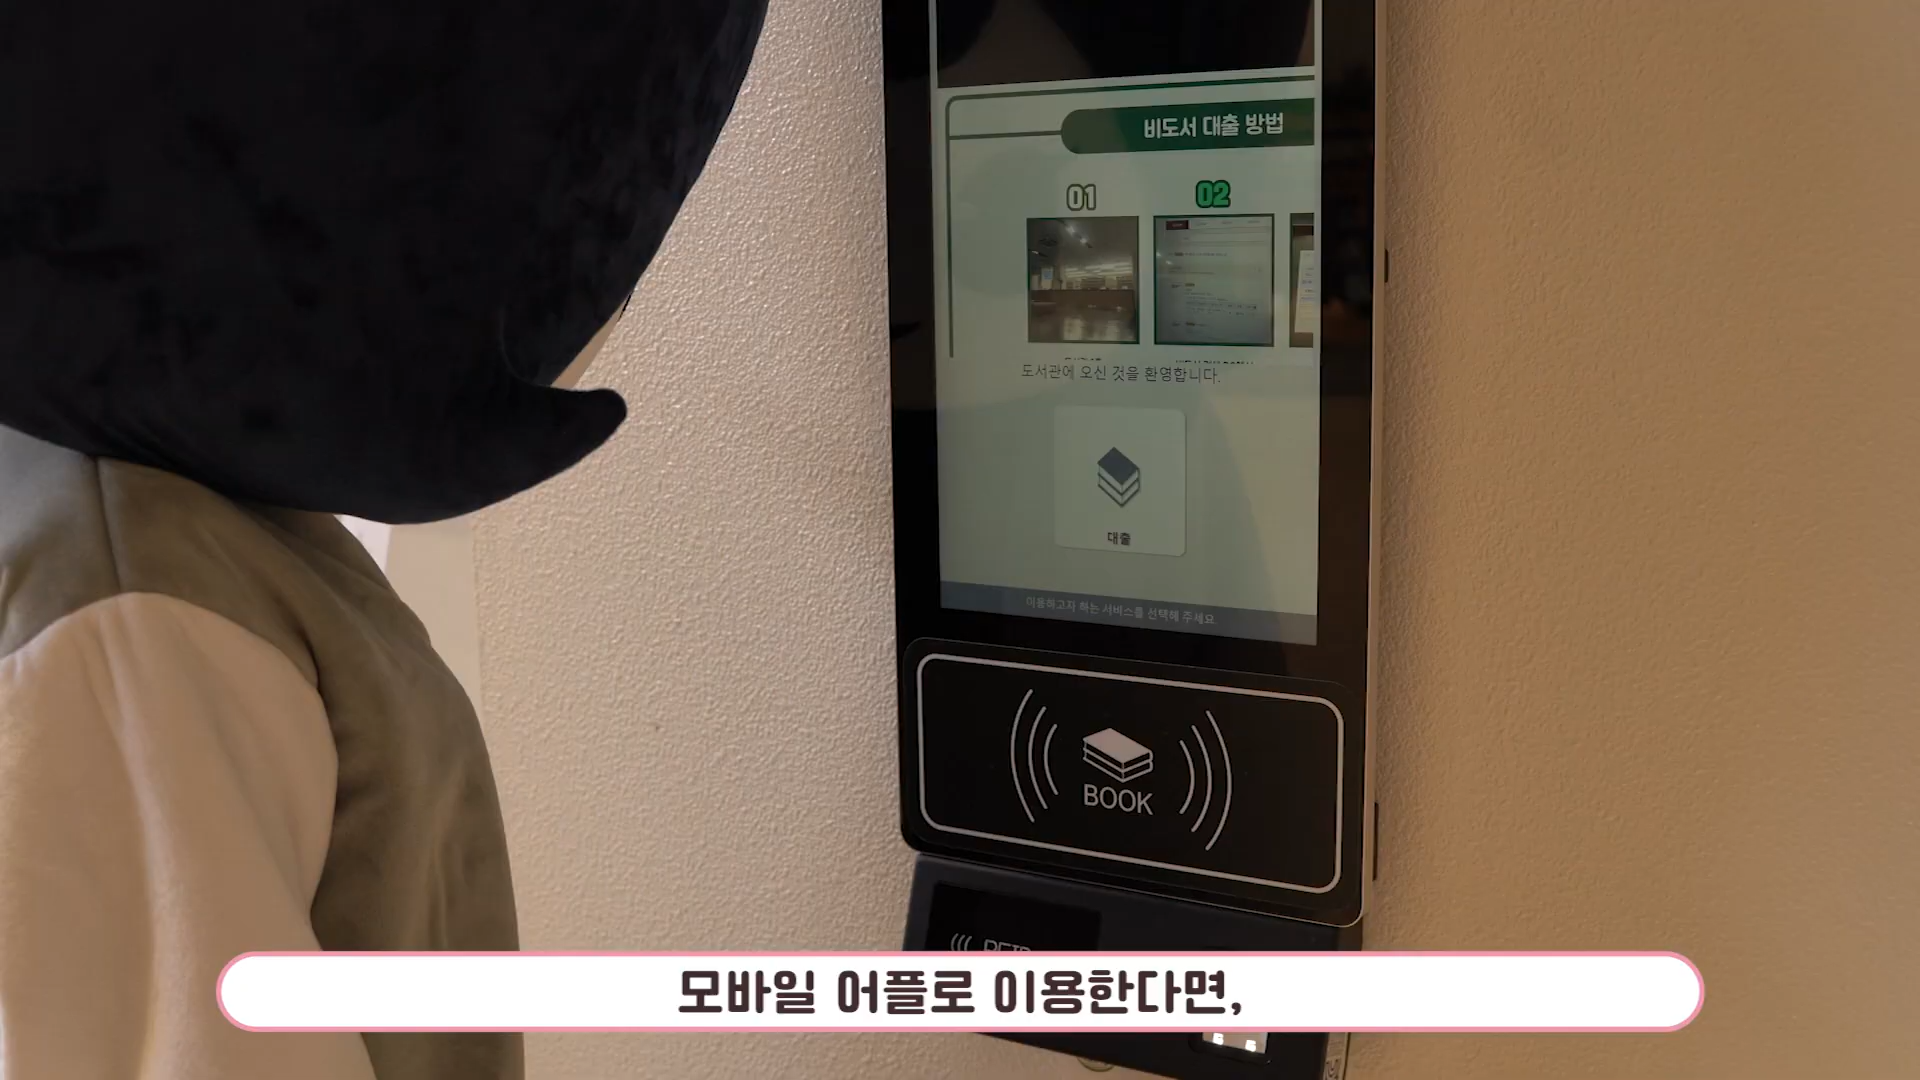 비도서 대출 방법
01
02
도서관에 오신 것을 환영합니다.
대출
이용하고자 하는 서비스를 선택해 주세요
BOOK
모바일 어플로 이용한다면,